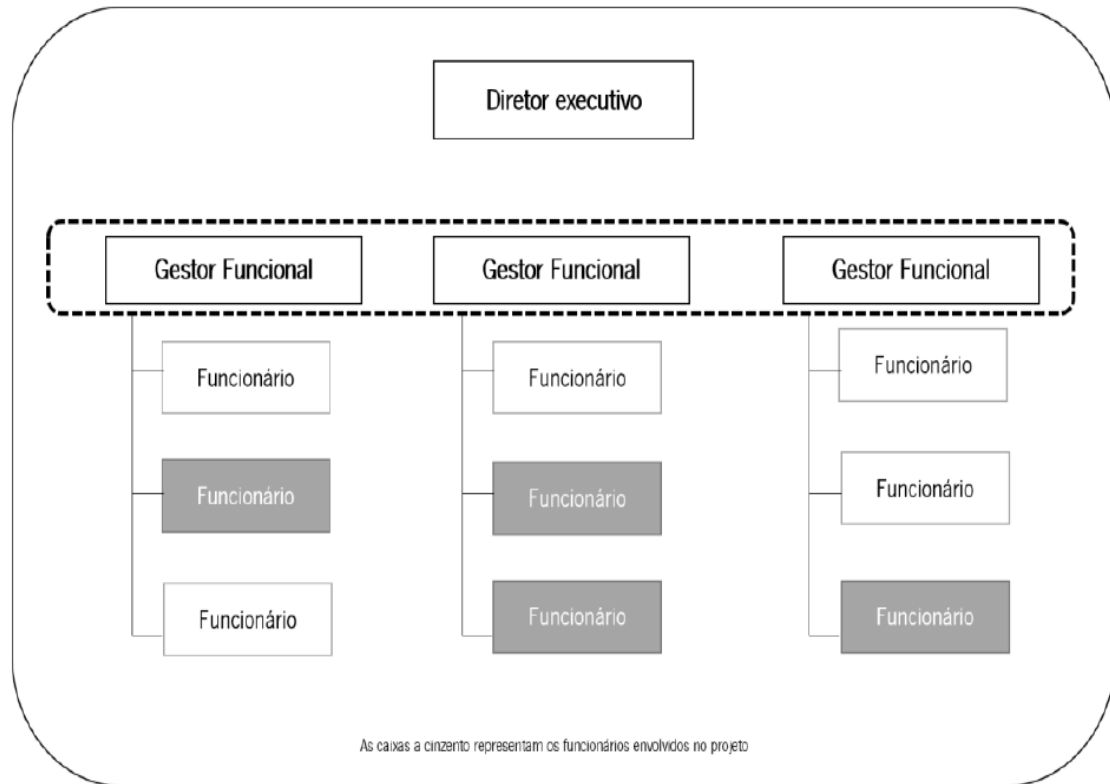 Diretor executivo
Gestor Funcional
Gestor Funcional
Gestor Funcional
Funcionário
Funcionário
Funcionário
Funcionário
Funcionário
Funcionário
Funcionário
Funcionário
Funcionário
As caixas a cinzento representam os funcionários envolvidos no projeto